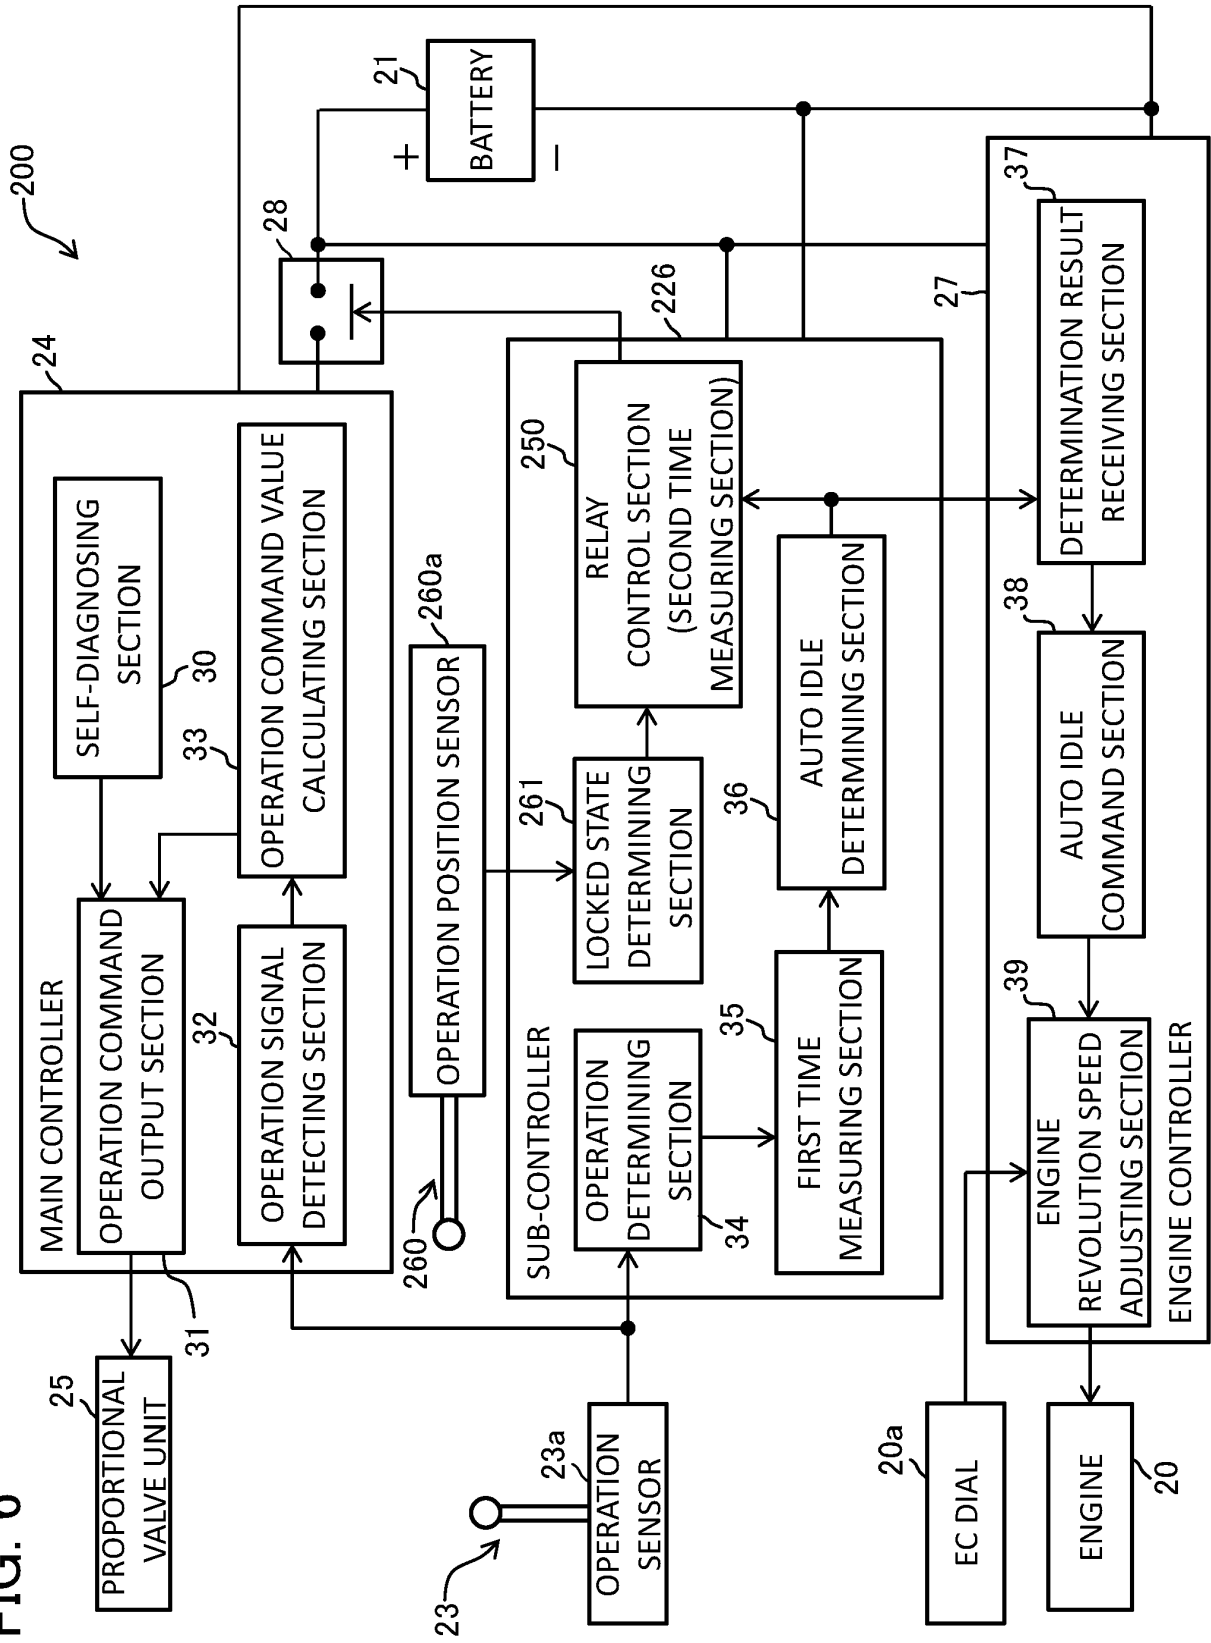 FIG. 6
200
24
MAIN CONTROLLER
SELF-DIAGNOSING
SECTION
30
OPERATION COMMAND
OUTPUT SECTION
31
33
OPERATION COMMAND VALUE
CALCULATING SECTION
32
OPERATION SIGNAL
DETECTING SECTION
25
PROPORTIONAL
VALVE UNIT
28
21
BATTERY
+
−
260a
OPERATION POSITION SENSOR
260
226
SUB-CONTROLLER
250
RELAY
CONTROL SECTION
(SECOND TIME
MEASURING SECTION)
261
LOCKED STATE
DETERMINING
SECTION
OPERATION
DETERMINING
SECTION
34
35
FIRST TIME
MEASURING SECTION
36
AUTO IDLE
DETERMINING SECTION
23
23a
OPERATION
SENSOR
27
37
DETERMINATION RESULT
RECEIVING SECTION
38
AUTO IDLE
COMMAND SECTION
39
ENGINE
REVOLUTION SPEED
ADJUSTING SECTION
ENGINE CONTROLLER
20a
EC DIAL
ENGINE
20